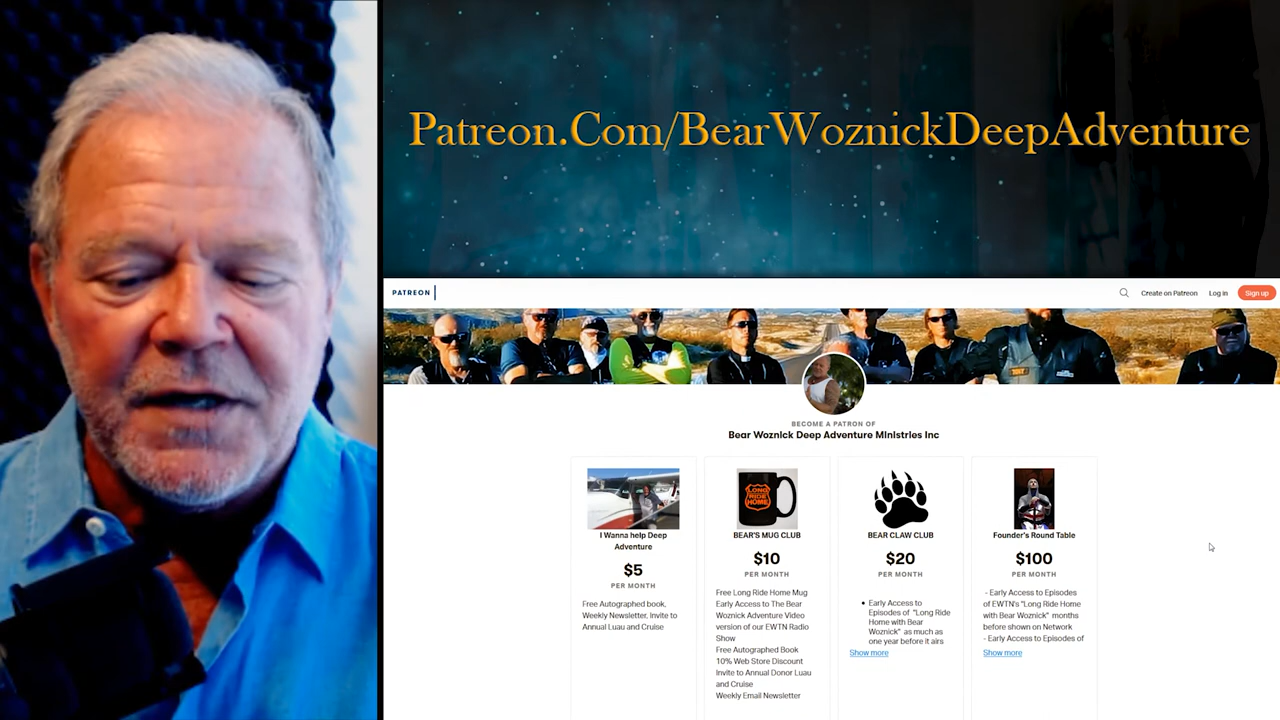 Patreon.Com/BearWoznickDeepAdventure
PATREON
Create on Patreon
Log in
Sign up
BECOME A PATRON OF
Bear Woznick Deep Adventure Ministries Inc
I Wanna help Deep
Adventure
$5
PER MONTH
Free Autographed book,
Weekly Newsletter, Invite to
Annual Luau and Cruise
LONG
RIDE
HOME
BEAR'S MUG CLUB
$10
PER MONTH
Free Long Ride Home Mug
Early Access to The Bear
Woznick Adventure Video
version of our EWTN Radio
Show
Free Autographed Book
10% Web Store Discount
Invite to Annual Donor Luau
and Cruise
Weekly Email Newsletter
BEAR CLAW CLUB
$20
PER MONTH
• Early Access to
Episodes of "Long Ride
Home with Bear
Woznick" as much as
one year before it airs
Show more
Founder's Round Table
$100
PER MONTH
- Early Access to Episodes
of EWTN's "Long Ride Home
with Bear Woznick" months
before shown on Network
- Early Access to Episodes of
Show more